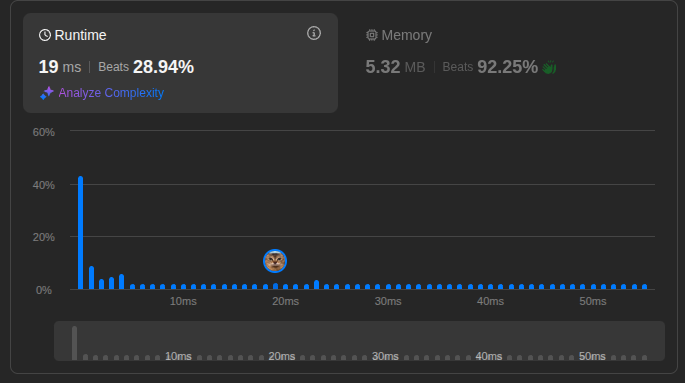 Runtime
19 ms | Beats 28.94%
Analyze Complexity
Memory
5.32 MB | Beats 92.25%
60%
40%
20%
0%
10ms 20ms 30ms 40ms 50ms
10ms 20ms 30ms 40ms 50ms